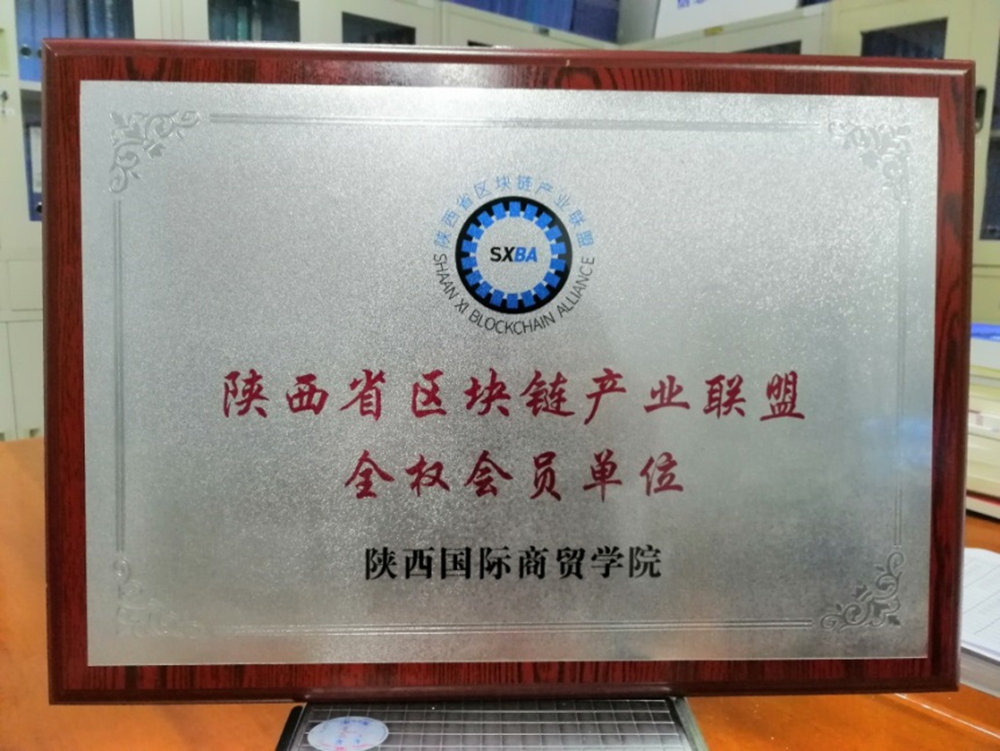 陕西省区块链产业联盟
SXBA
SHAAN XI BLOCKCHAIN ALLIANCE
陕西省区块链产业联盟
全权会员单位
陕西国际商贸学院